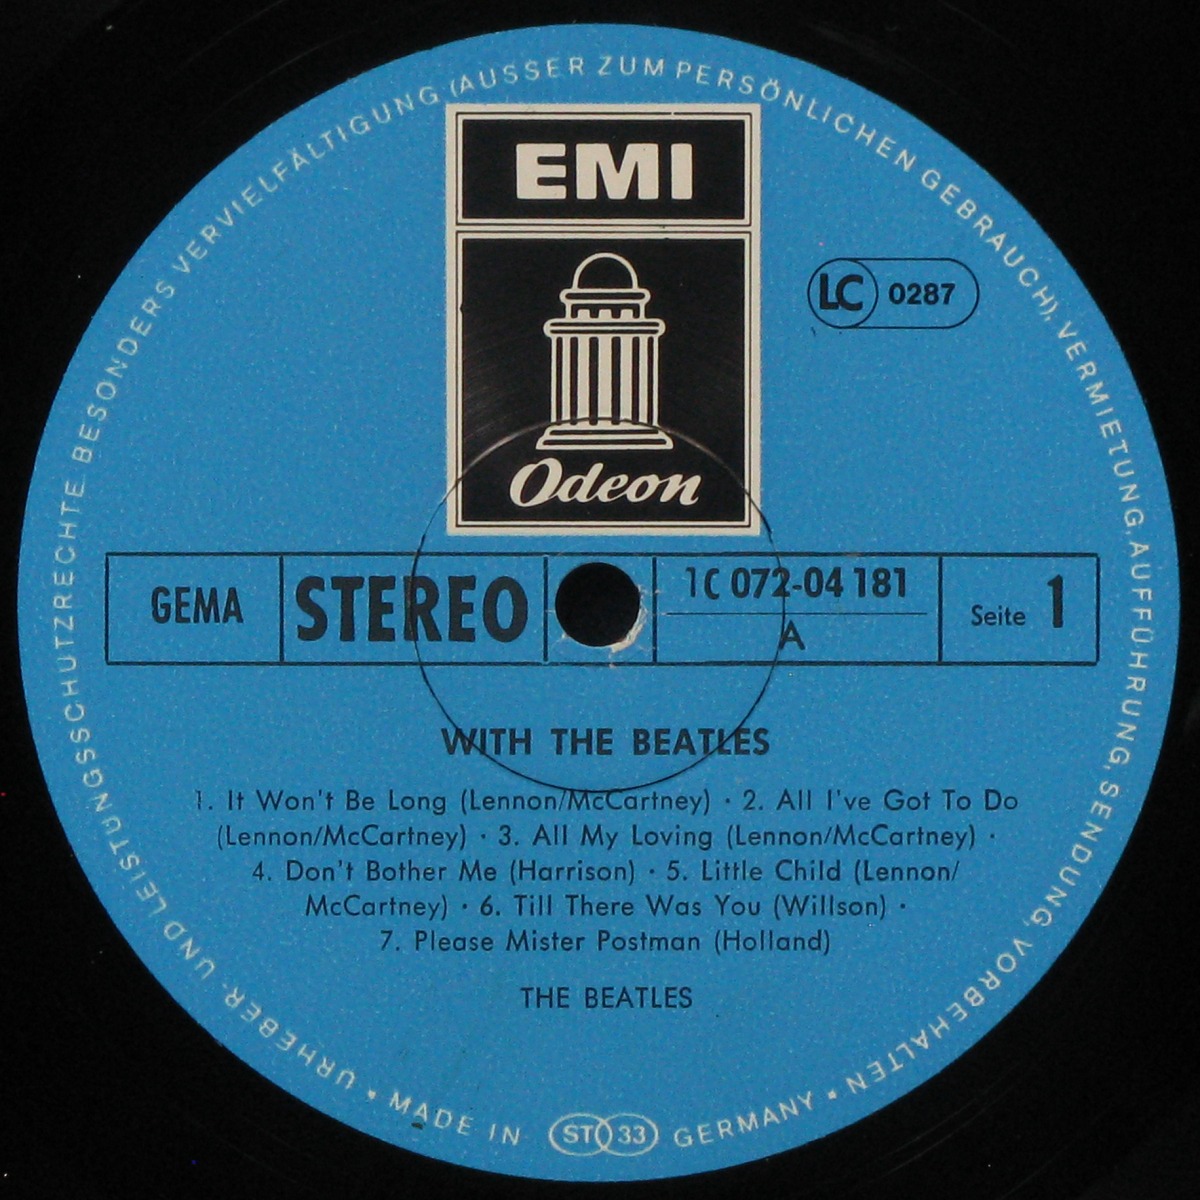 URHEBER- UND LEISTUNGSSCHUTZRECHTE BESONDERS VERVIELFÄLTIGUNG (AUSSER ZUM PERSÖNLICHEN GEBRAUCH), VERMIETUNG, AUFFÜHRUNG, SENDUNG, VORBEHALTEN
EMI
Odeon
LC 0287
GEMA
STEREO
1C 072-04 181
A
Seite 1
WITH THE BEATLES
1. It Won't Be Long (Lennon/McCartney) · 2. All I've Got To Do
(Lennon/McCartney) · 3. All My Loving (Lennon/McCartney) ·
4. Don't Bother Me (Harrison) · 5. Little Child (Lennon/
McCartney) · 6. Till There Was You (Willson) ·
7. Please Mister Postman (Holland)
THE BEATLES
MADE IN ST 33 GERMANY